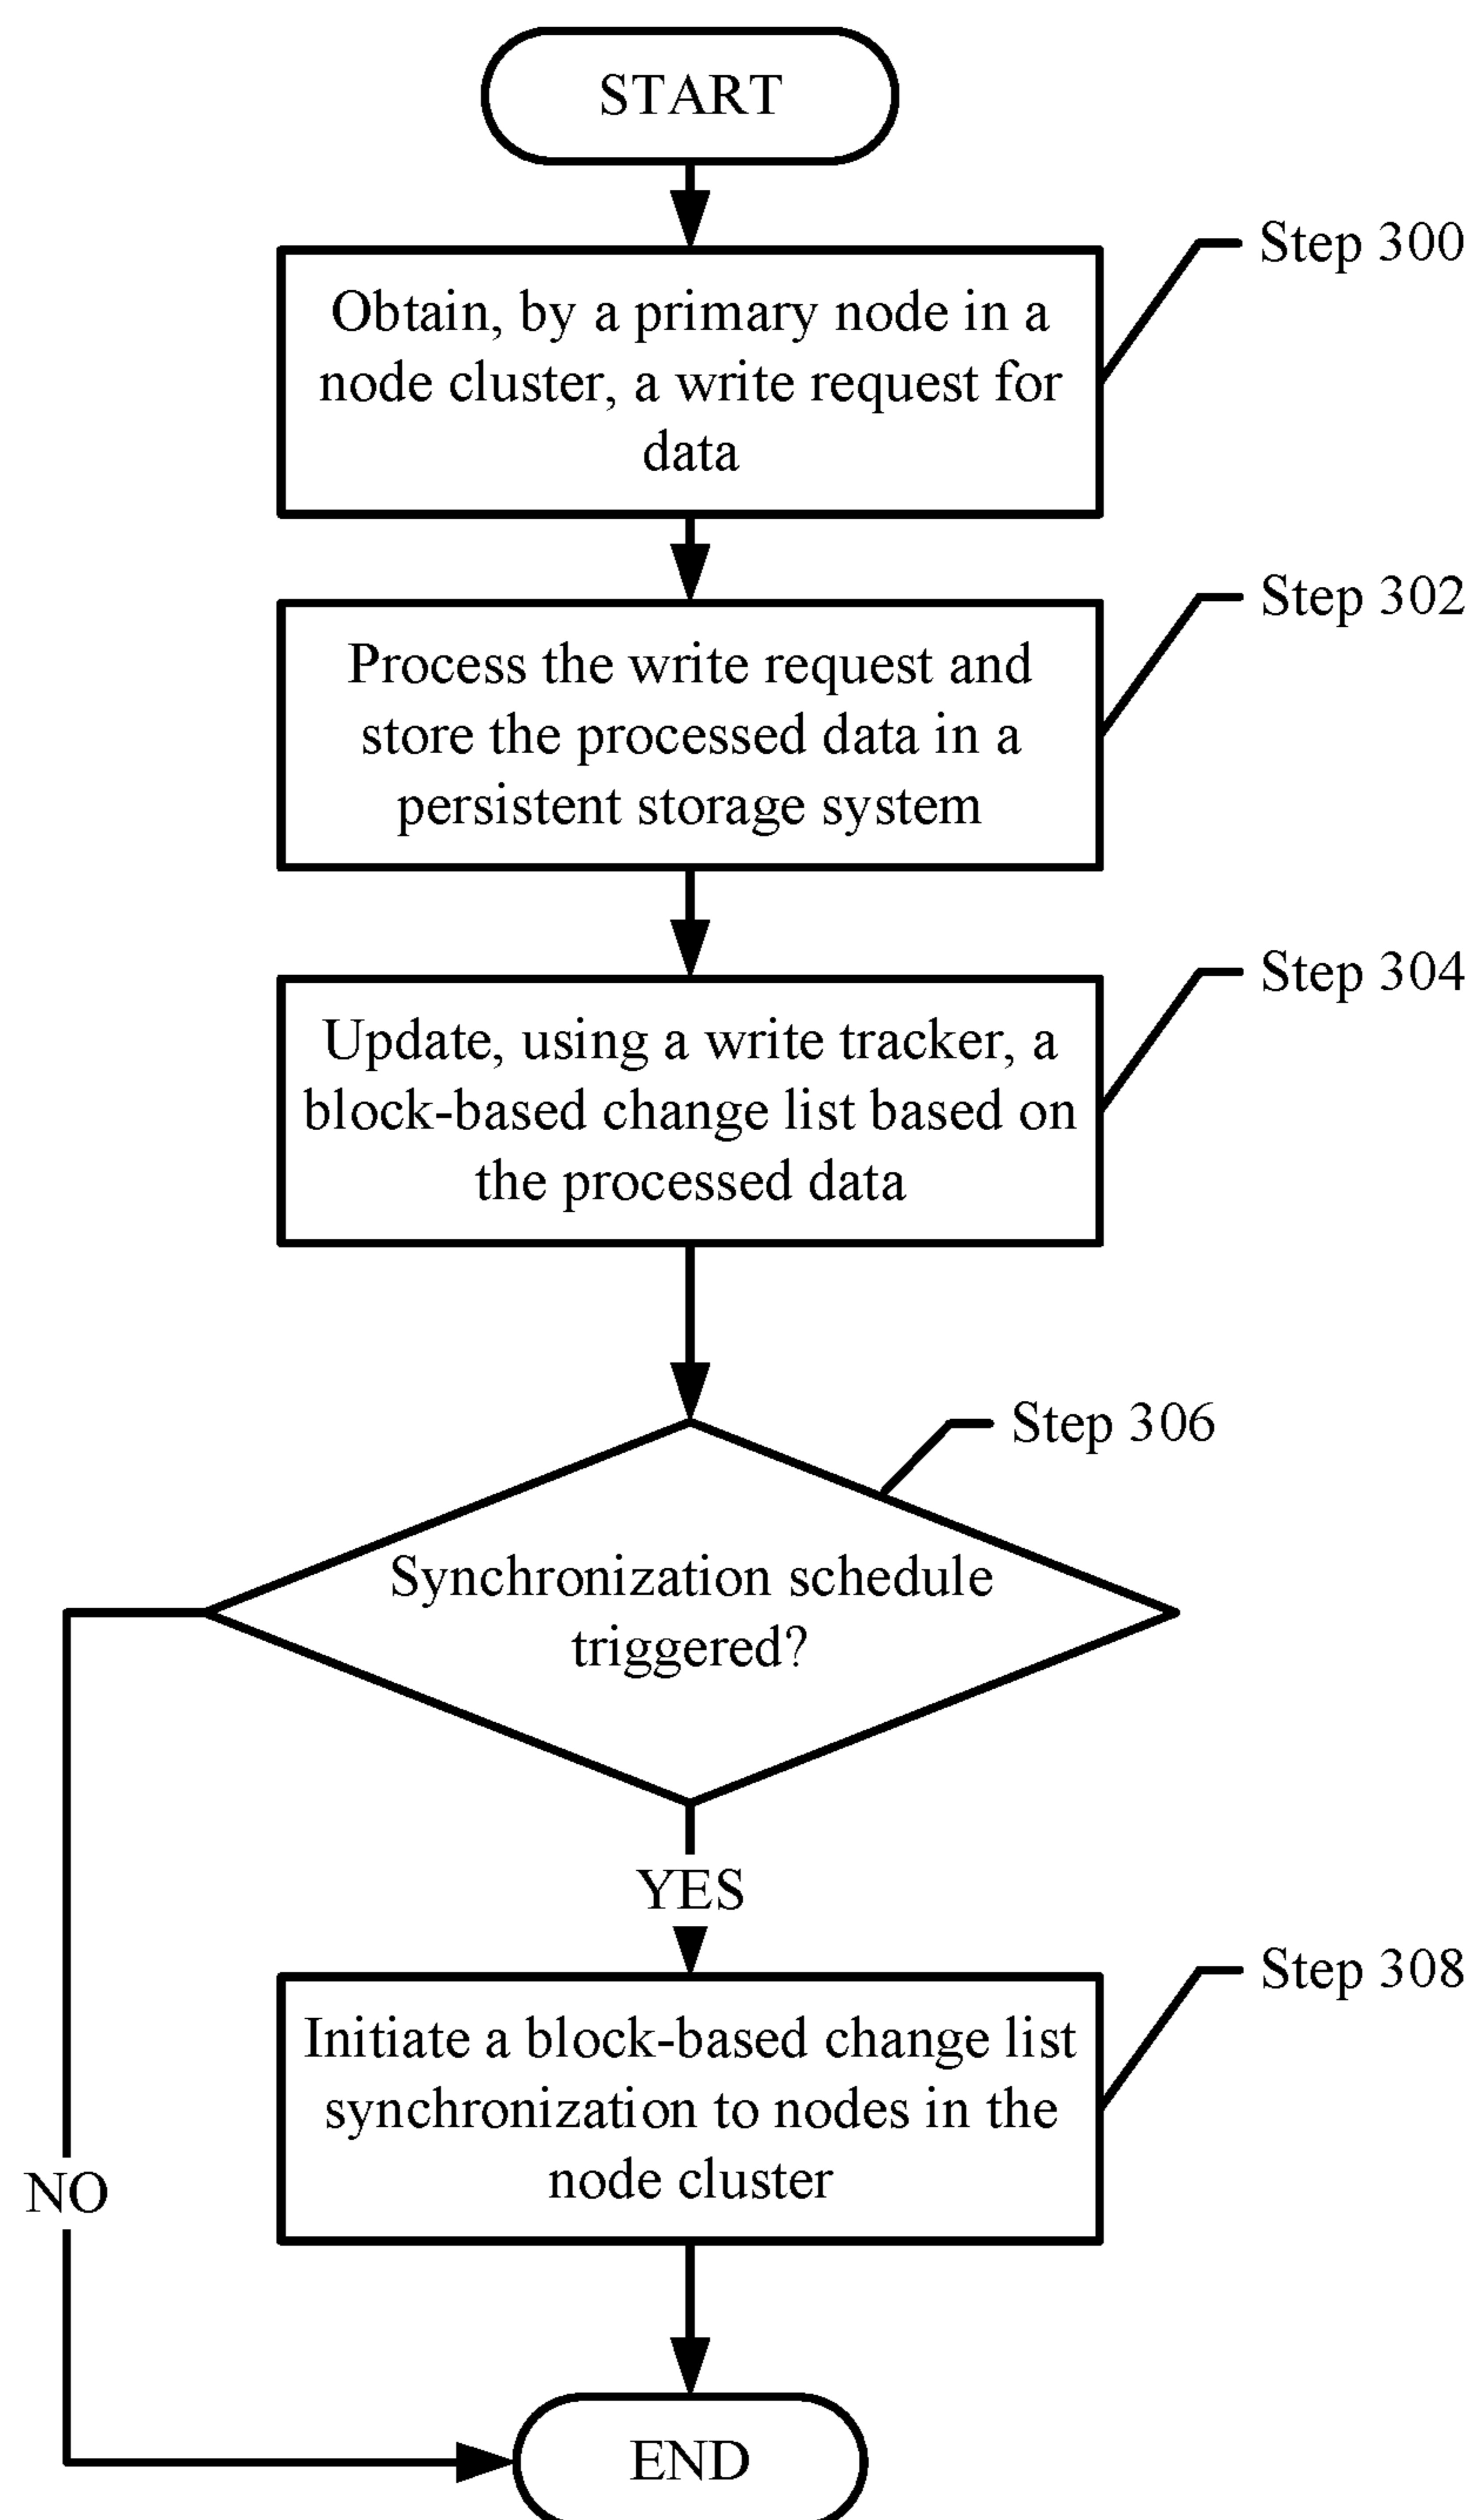 START
Step 300
Obtain, by a primary node in a
node cluster, a write request for
data
Step 302
Process the write request and
store the processed data in a
persistent storage system
Step 304
Update, using a write tracker, a
block-based change list based on
the processed data
Step 306
Synchronization schedule
triggered?
YES
Step 308
Initiate a block-based change list
synchronization to nodes in the
node cluster
NO
END